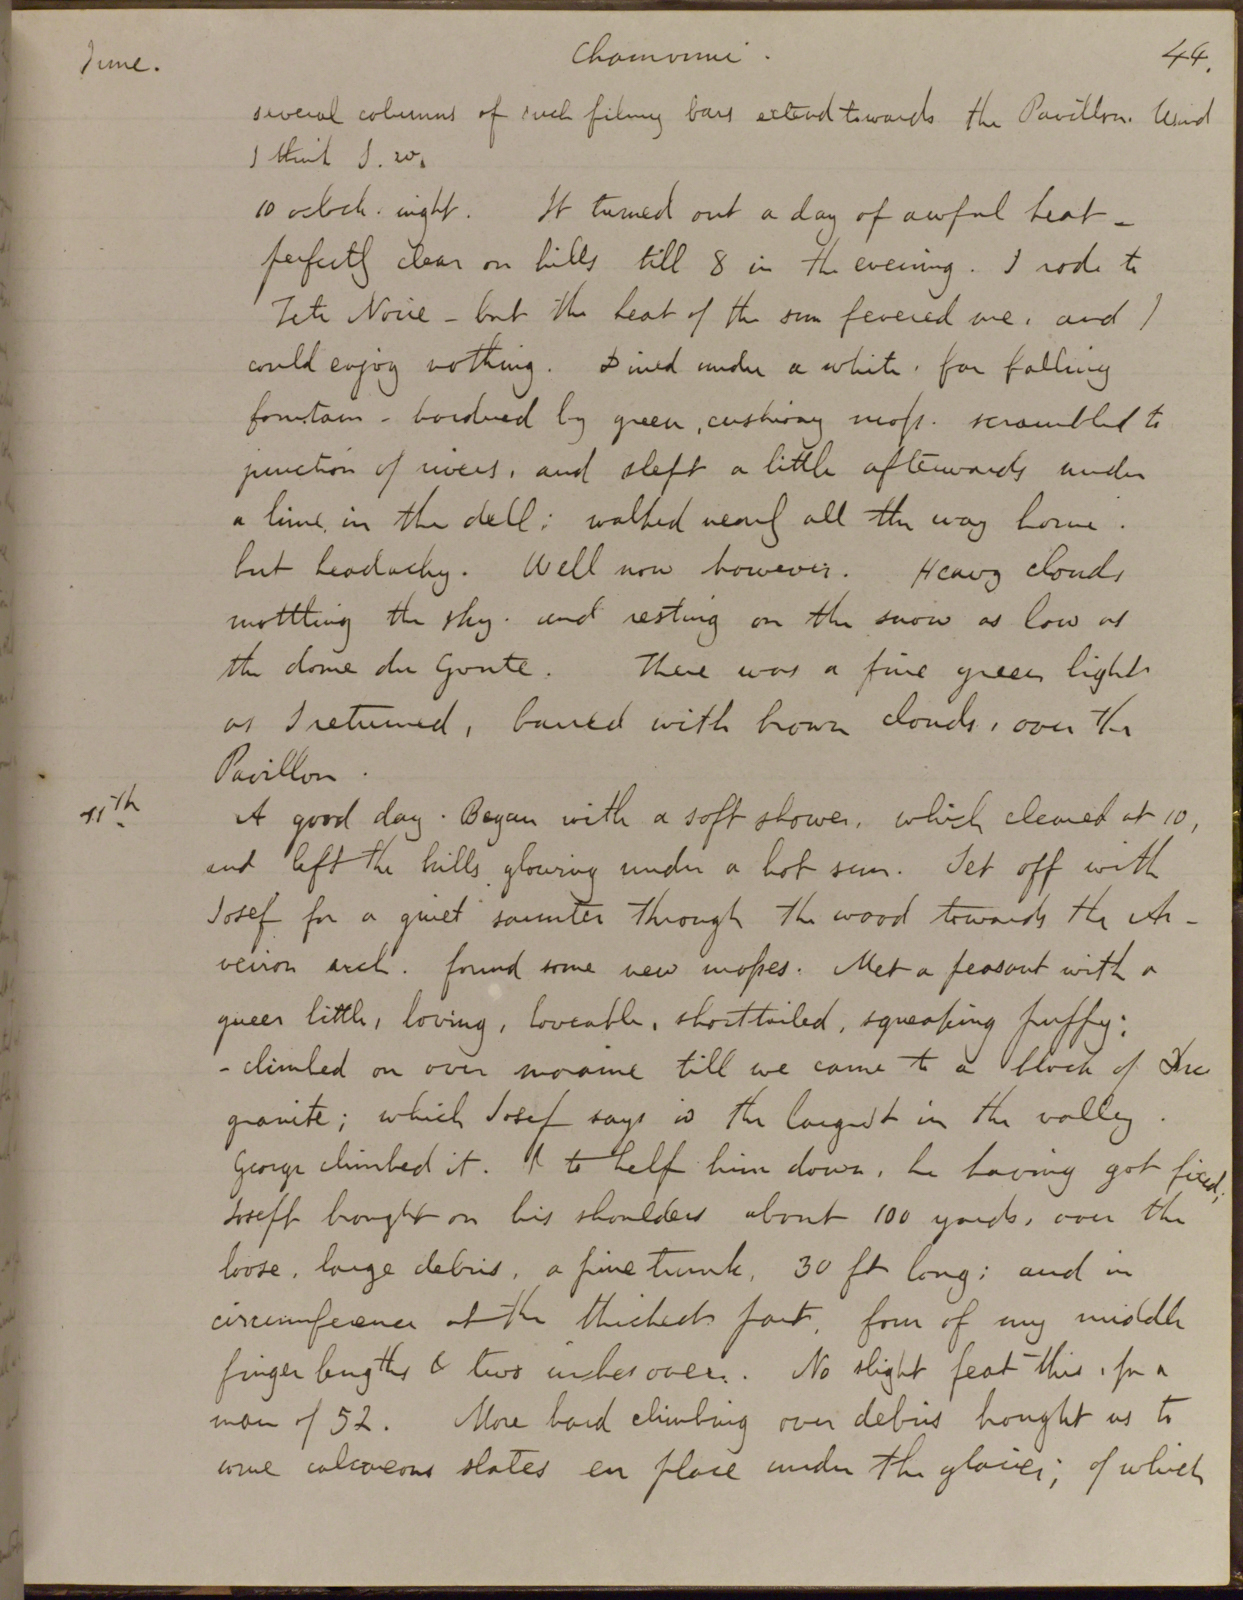 June.
Chamouni.
44.
several columns of such filmy bars extend towards the Pavillon. Wind
I think S.W.
10 oclock. night. It turned out a day of awful heat -
perfectly clear on hills till 8 in the evening. I rode to
Tete Noire - but the heat of the sun fevered me, and I
could enjoy nothing. Dined under a white, far falling
fountain - bordered by green, cushiony moss. scrambled to
junction of rivers, and slept a little afterwards under
a lime, in the dell; walked nearly all the way home.
but headachy. Well now however. Heavy clouds
mottling the sky. and resting on the snow as low as
the dome du Goute. There was a fine green light
as I returned, barred with brown clouds, over the
Pavillon.
11th
A good day. Began with a soft shower, which cleared at 10,
and left the hills glowing under a hot sun. Set off with
Josef for a quiet saunter through the wood towards the Ar-
veiron arch. found some new mosses. Met a peasant with a
queer little, loving, loveable, shorttailed, squeaking puppy;
- climbed on over moraine till we came to a block of
granite; which Josef says is the largest in the valley.
George climbed it. & to help him down, he having got fixed,
Joseph brought on his shoulders about 100 yards, over the
loose, large debris, a pine trunk, 30 ft long; and in
circumference at the thickest part, four of my middle
finger lengths & two inches over. No slight feat this, for a
man of 52. More hard climbing over debris brought us to
some calcareous slates en place under the glacier; of which